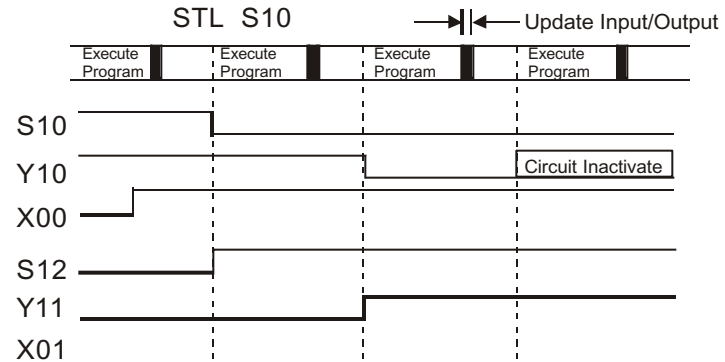 STL S10
Update Input/Output
Execute Program
Execute Program
Execute Program
Execute Program
S10
Y10
Circuit Inactivate
X00
S12
Y11
X01